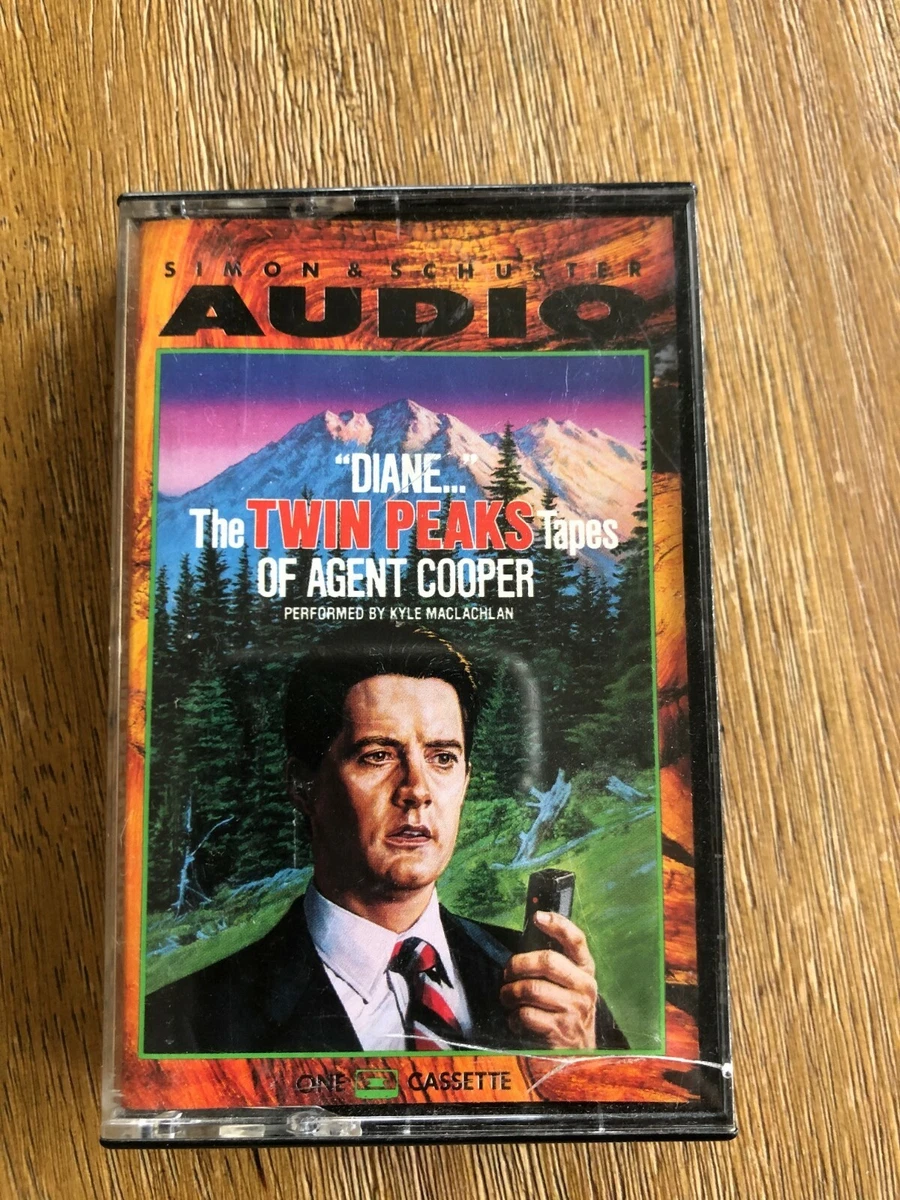 SIMON & SCHUSTER
AUDIO
"DIANE..."
The TWIN PEAKS Tapes
OF AGENT COOPER
PERFORMED BY KYLE MACLACHLAN
ONE CASSETTE